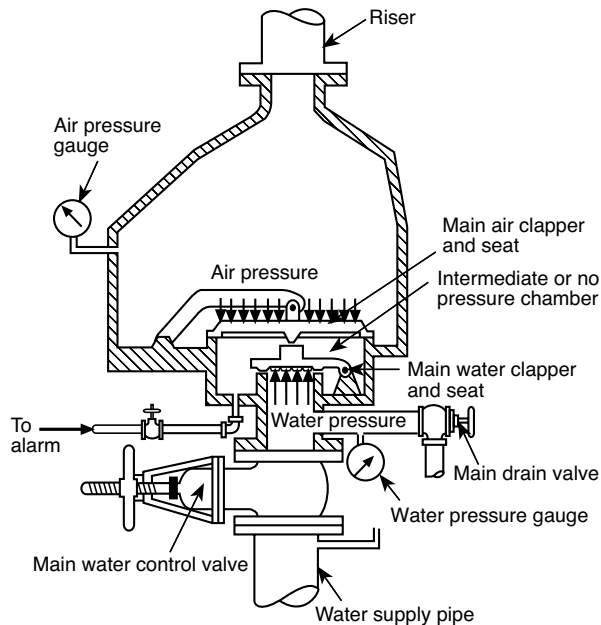 Riser
Air pressure
gauge
Main air clapper
and seat
Air pressure
Intermediate or no
pressure chamber
Main water clapper
and seat
Water pressure
To
alarm
Main drain valve
Water pressure gauge
Main water control valve
Water supply pipe